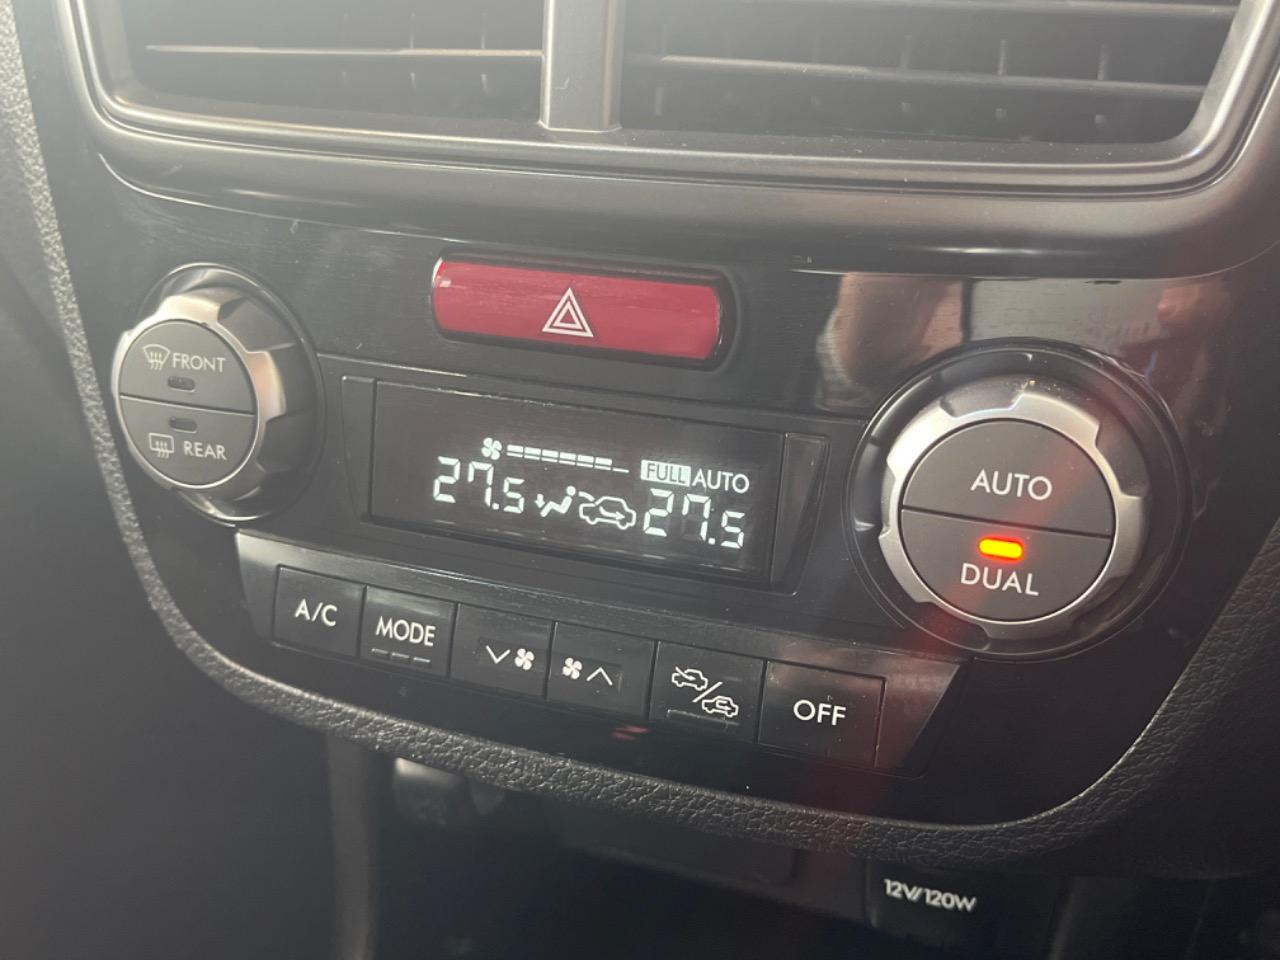 FRONT
REAR
FULL AUTO
27.5 27.5
AUTO
DUAL
A/C
MODE
OFF
12V/120W